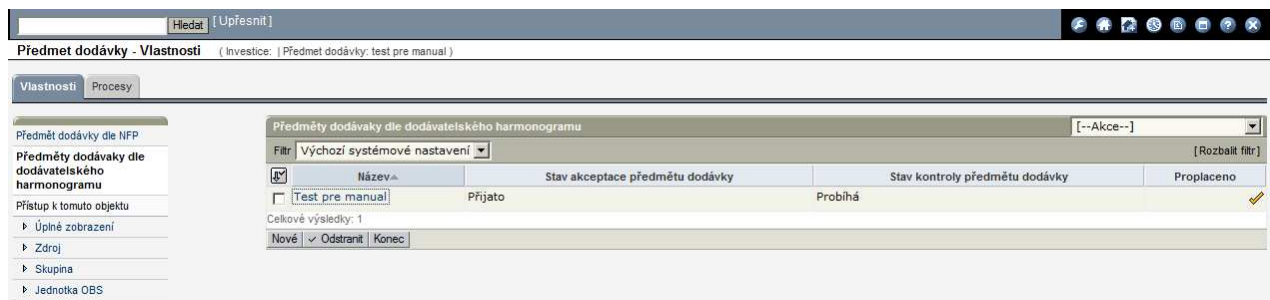 Hledat [ Upřesnit ]
Předmet dodávky - Vlastnosti ( Investice: | Předmet dodávky: test pre manual )
Vlastnosti Procesy
Předmět dodávky dle NFP
Předměty dodávaky dle
dodávatelského
harmonogramu
Přístup k tomuto objektu
Úplné zobrazení
Zdroj
Skupina
Jednotka OBS
Předměty dodávaky dle dodávatelského harmonogramu [--Akce--]
Filtr Výchozí systémové nastavení [Rozbalit filtr]
Název Stav akceptace předmětu dodávky Stav kontroly předmětu dodávky Proplaceno
Test pre manual Přijato Probíhá
Celkové výsledky: 1
Nové Odstranit Konec